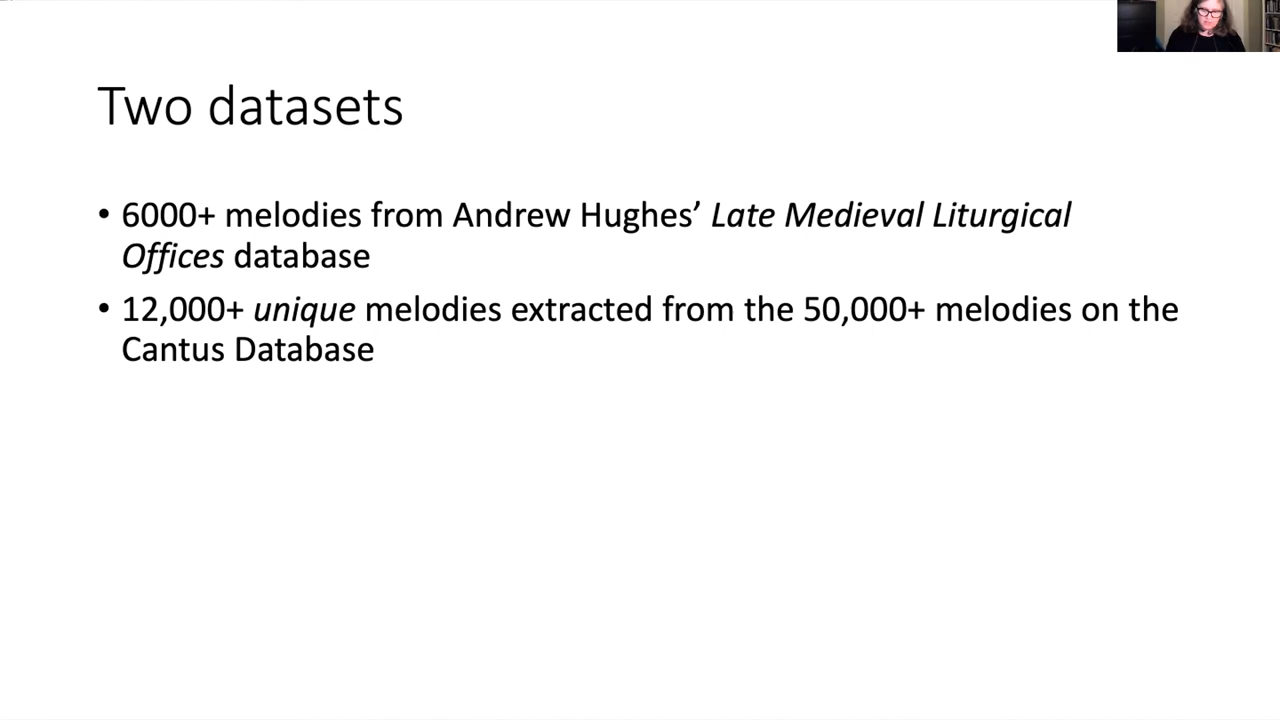 Two datasets
• 6000+ melodies from Andrew Hughes’ Late Medieval Liturgical
Offices database
• 12,000+ unique melodies extracted from the 50,000+ melodies on the
Cantus Database